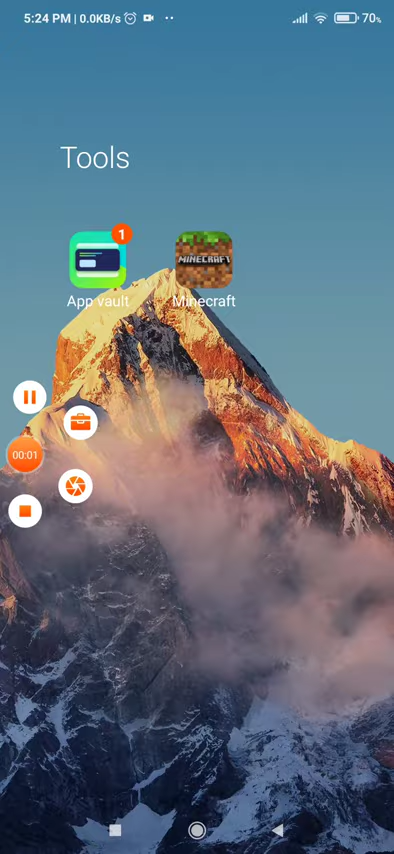 5:24 PM | 0.0KB/s 70%
Tools
1
MINECRAFT
App vault Minecraft
00:01